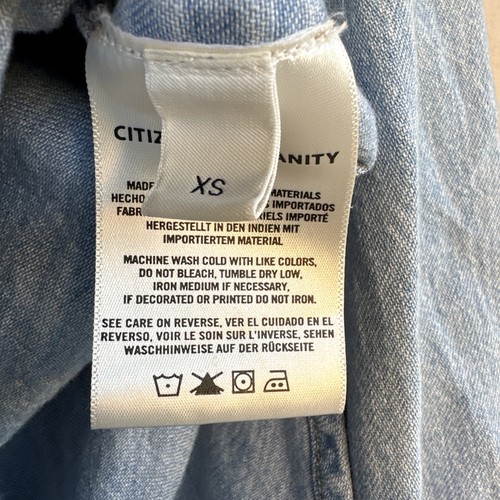 CITIZ ANITY
XS
MADE MATERIALS
HECHO S IMPORTADOS
FABR RIELS IMPORTÉ
HERGESTELLT IN DEN INDIEN MIT
IMPORTIERTEM MATERIAL
MACHINE WASH COLD WITH LIKE COLORS,
DO NOT BLEACH, TUMBLE DRY LOW,
IRON MEDIUM IF NECESSARY,
IF DECORATED OR PRINTED DO NOT IRON.
SEE CARE ON REVERSE, VER EL CUIDADO EN EL
REVERSO, VOIR LE SOIN SUR L'INVERSE, SEHEN
WASCHHINWEISE AUF DER RÜCKSEITE